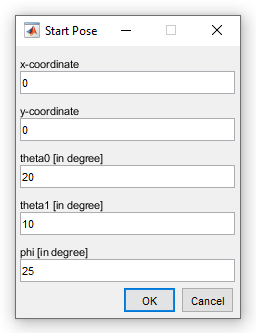 Start Pose
x-coordinate
0
y-coordinate
0
theta0 [in degree]
20
theta1 [in degree]
10
phi [in degree]
25
OK Cancel